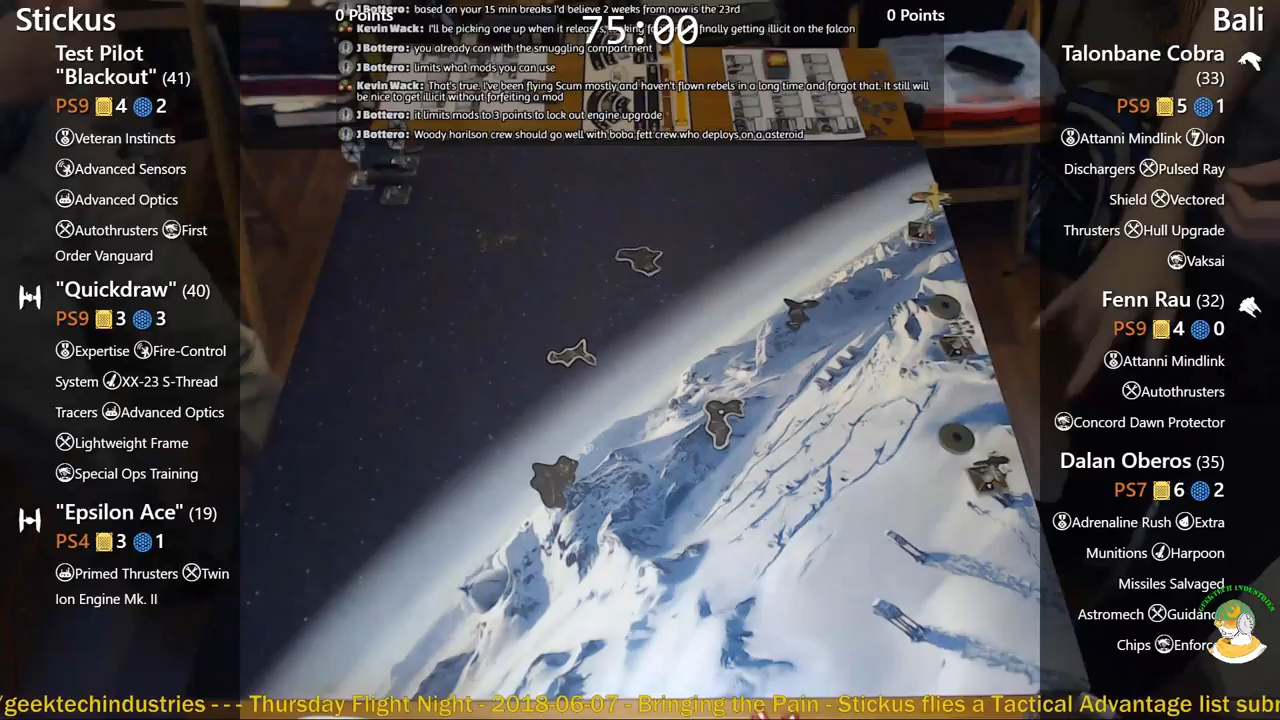 Stickus
Test Pilot
"Blackout" (41)
PS9 4 2
Veteran Instincts
Advanced Sensors
Advanced Optics
Autothrusters First
Order Vanguard
"Quickdraw" (40)
PS9 3 3
Expertise Fire-Control
System XX-23 S-Thread
Tracers Advanced Optics
Lightweight Frame
Special Ops Training
"Epsilon Ace" (19)
PS4 3 1
Primed Thrusters Twin
Ion Engine Mk. II
0 Points
75:00
0 Points
J Bottero: based on your 15 min breaks I'd believe 2 weeks from now is the 23rd
Kevin Wack: I'll be picking one up when it releases, finally getting illicit on the falcon
J Bottero: you already can with the smuggling compartment
J Bottero: limits what mods you can use
Kevin Wack: That's true. I've been flying Scum mostly and haven't flown rebels in a long time and forgot that. It still will
be nice to get illicit without forfeiting a mod
J Bottero: it limits mods to 3 points to lock out engine upgrade
J Bottero: Woody harilson crew should go well with boba fett crew who deploys on a asteroid
Bali
Talonbane Cobra
(33)
PS9 5 1
Attanni Mindlink Ion
Dischargers Pulsed Ray
Shield Vectored
Thrusters Hull Upgrade
Vaksai
Fenn Rau (32)
PS9 4 0
Attanni Mindlink
Autothrusters
Concord Dawn Protector
Dalan Oberos (35)
PS7 6 2
Adrenaline Rush Extra
Munitions Harpoon
Missiles Salvaged
Astromech Guidanc
Chips Enforc
GEEKTECH INDUSTRIES
/geektechindustries - - - Thursday Flight Night - 2018-06-07 - Bringing the Pain - Stickus flies a Tactical Advantage list subm